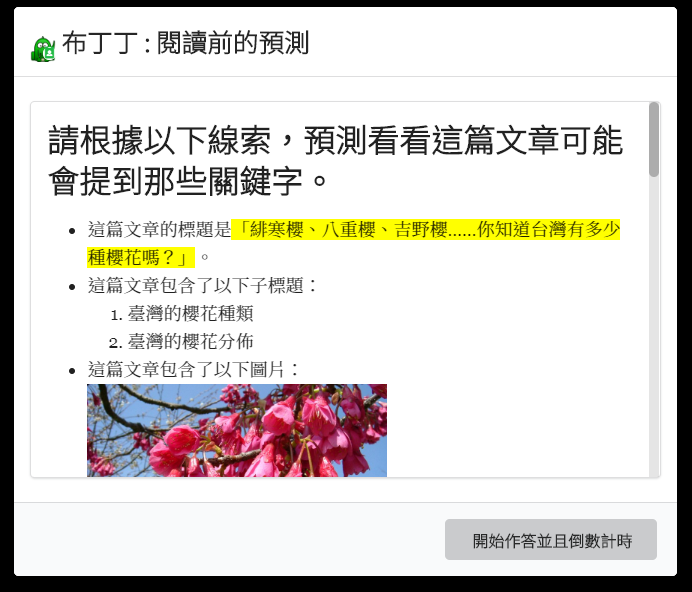 布丁丁 : 閱讀前的預測
請根據以下線索，預測看看這篇文章可能
會提到那些關鍵字。
• 這篇文章的標題是「緋寒櫻、八重櫻、吉野櫻......你知道台灣有多少
種櫻花嗎？」。
• 這篇文章包含了以下子標題：
1. 臺灣的櫻花種類
2. 臺灣的櫻花分佈
• 這篇文章包含了以下圖片：
開始作答並且倒數計時